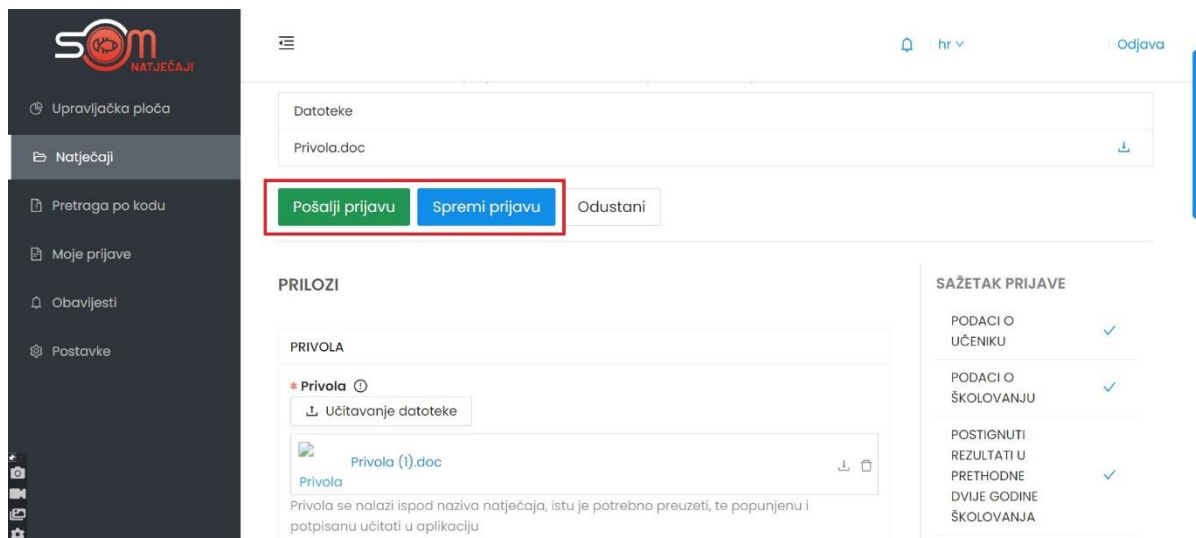 SOM
NATJEČAJI
hr
Odjava
Upravljačka ploča
Natječaji
Pretraga po kodu
Moje prijave
Obavijesti
Postavke
Datoteke
Privola.doc
Pošalji prijavu
Spremi prijavu
Odustani
PRILOZI
PRIVOLA
* Privola
Učitavanje datoteke
Privola (1).doc
Privola
Privola se nalazi ispod naziva natječaja, istu je potrebno preuzeti, te popunjenu i
potpisanu učitati u aplikaciju
SAŽETAK PRIJAVE
PODACI O
UČENIKU
PODACI O
ŠKOLOVANJU
POSTIGNUTI
REZULTATI U
PRETHODNE
DVIJE GODINE
ŠKOLOVANJA